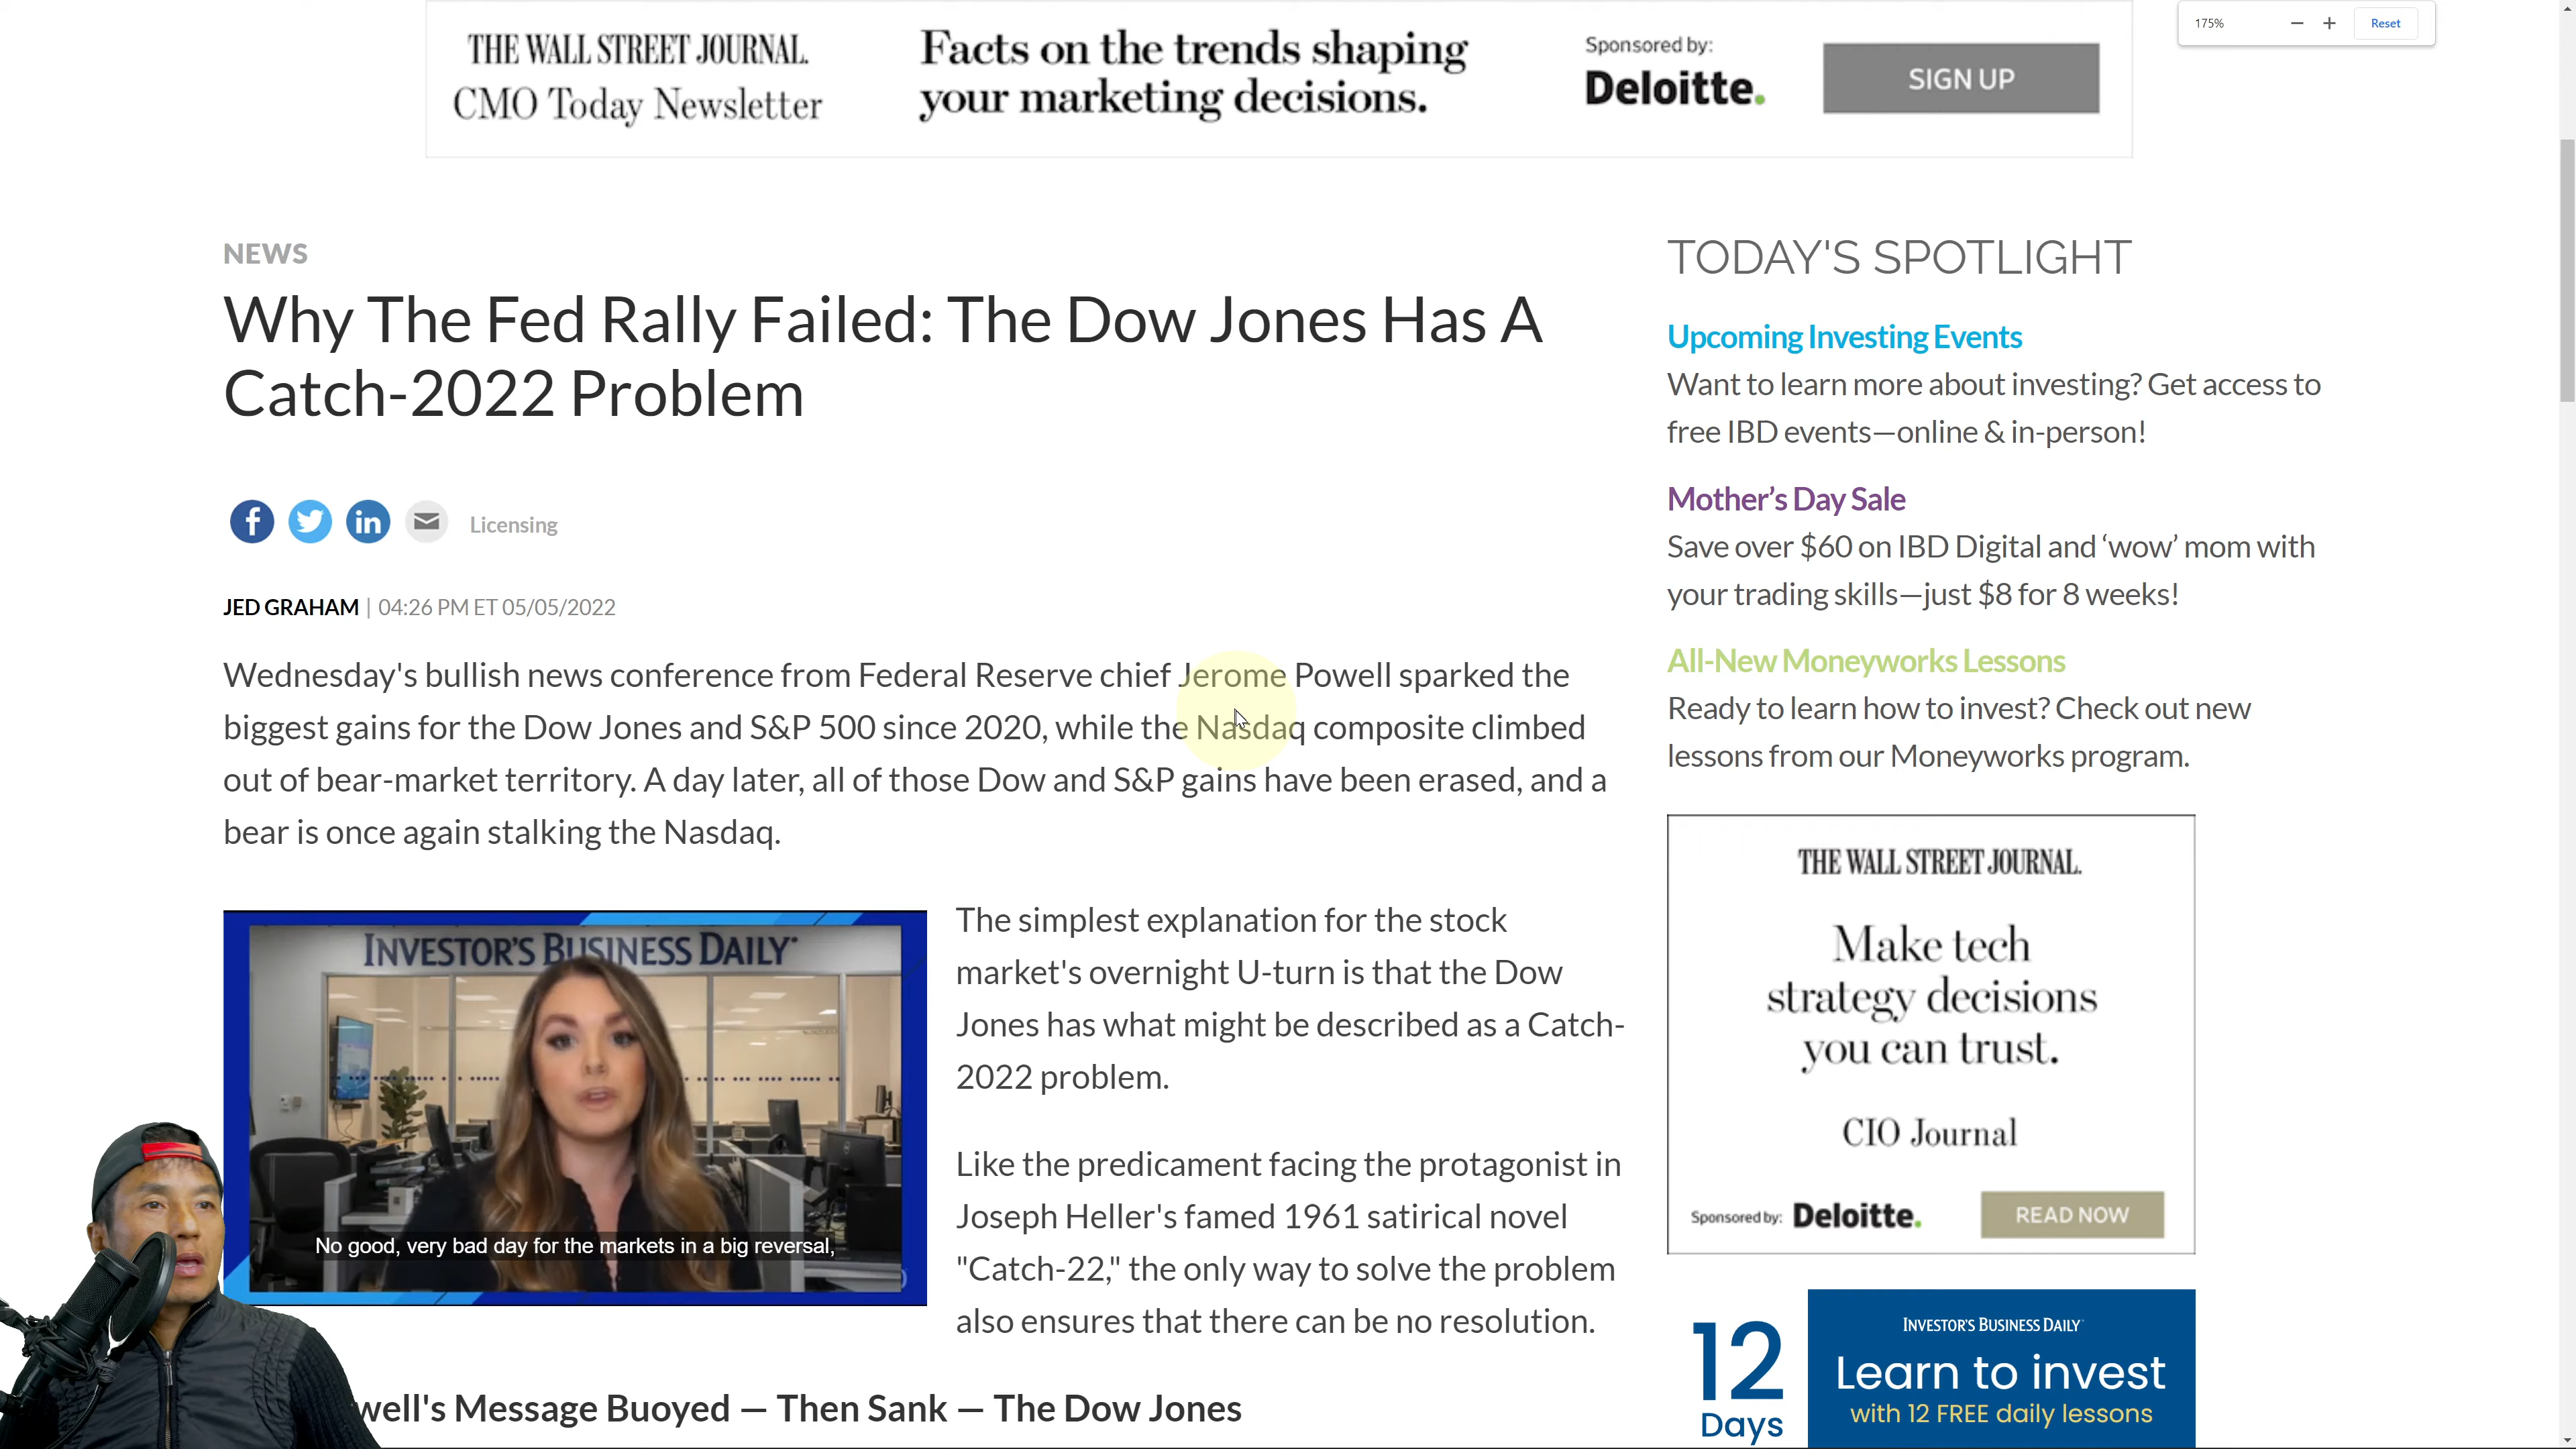 THE WALL STREET JOURNAL.
CMO Today Newsletter
Facts on the trends shaping
your marketing decisions.
Sponsored by:
Deloitte.
SIGN UP
175%
Reset
NEWS
Why The Fed Rally Failed: The Dow Jones Has A
Catch-2022 Problem
Licensing
JED GRAHAM | 04:26 PM ET 05/05/2022
Wednesday's bullish news conference from Federal Reserve chief Jerome Powell sparked the
biggest gains for the Dow Jones and S&P 500 since 2020, while the Nasdaq composite climbed
out of bear-market territory. A day later, all of those Dow and S&P gains have been erased, and a
bear is once again stalking the Nasdaq.
INVESTOR'S BUSINESS DAILY
No good, very bad day for the markets in a big reversal,
The simplest explanation for the stock
market's overnight U-turn is that the Dow
Jones has what might be described as a Catch-
2022 problem.
Like the predicament facing the protagonist in
Joseph Heller's famed 1961 satirical novel
"Catch-22," the only way to solve the problem
also ensures that there can be no resolution.
well's Message Buoyed — Then Sank — The Dow Jones
TODAY'S SPOTLIGHT
Upcoming Investing Events
Want to learn more about investing? Get access to
free IBD events—online & in-person!
Mother's Day Sale
Save over $60 on IBD Digital and ‘wow’ mom with
your trading skills—just $8 for 8 weeks!
All-New Moneyworks Lessons
Ready to learn how to invest? Check out new
lessons from our Moneyworks program.
THE WALL STREET JOURNAL.
Make tech
strategy decisions
you can trust.
CIO Journal
Sponsored by: Deloitte.
READ NOW
12
Days
INVESTOR'S BUSINESS DAILY
Learn to invest
with 12 FREE daily lessons